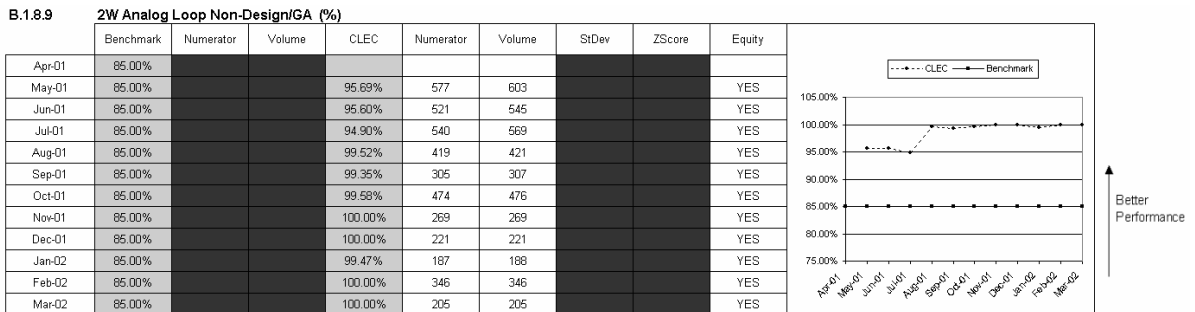 B.1.8.9 2W Analog Loop Non-Design/GA (%)
Benchmark Numerator Volume CLEC Numerator Volume StDev ZScore Equity
Apr-01 85.00%
May-01 85.00% 95.69% 577 603 YES
Jun-01 85.00% 95.60% 521 545 YES
Jul-01 85.00% 94.90% 540 569 YES
Aug-01 85.00% 99.52% 419 421 YES
Sep-01 85.00% 99.35% 305 307 YES
Oct-01 85.00% 99.58% 474 476 YES
Nov-01 85.00% 100.00% 269 269 YES
Dec-01 85.00% 100.00% 221 221 YES
Jan-02 85.00% 99.47% 187 188 YES
Feb-02 85.00% 100.00% 346 346 YES
Mar-02 85.00% 100.00% 205 205 YES
CLEC Benchmark
105.00%
100.00%
95.00%
90.00%
85.00%
80.00%
75.00%
Apr-01 May-01 Jun-01 Jul-01 Aug-01 Sep-01 Oct-01 Nov-01 Dec-01 Jan-02 Feb-02 Mar-02
Better
Performance